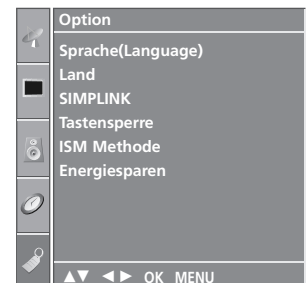 Option
Sprache(Language)
Land
SIMPLINK
Tastensperre
ISM Methode
Energiesparen
▲▼ ◄► OK MENU